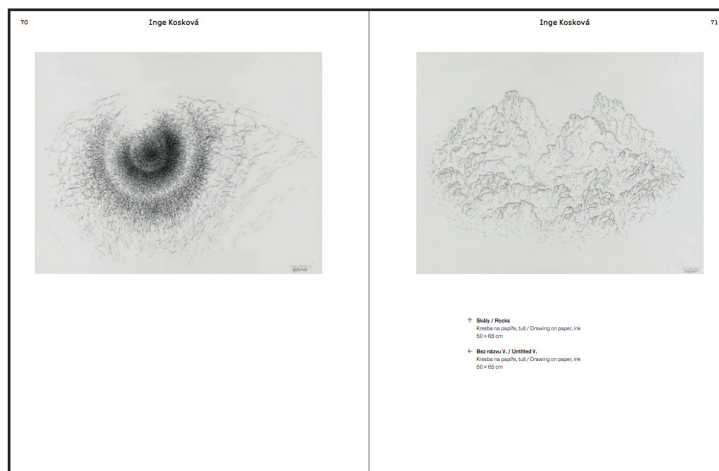 70
Inge Kosková
Inge Kosková
71
↑ Skály / Rocks
Kresba na papíře, tuš / Drawing on paper, ink
50 × 65 cm
← Bez názvu V. / Untitled V.
Kresba na papíře, tuš / Drawing on paper, ink
50 × 65 cm